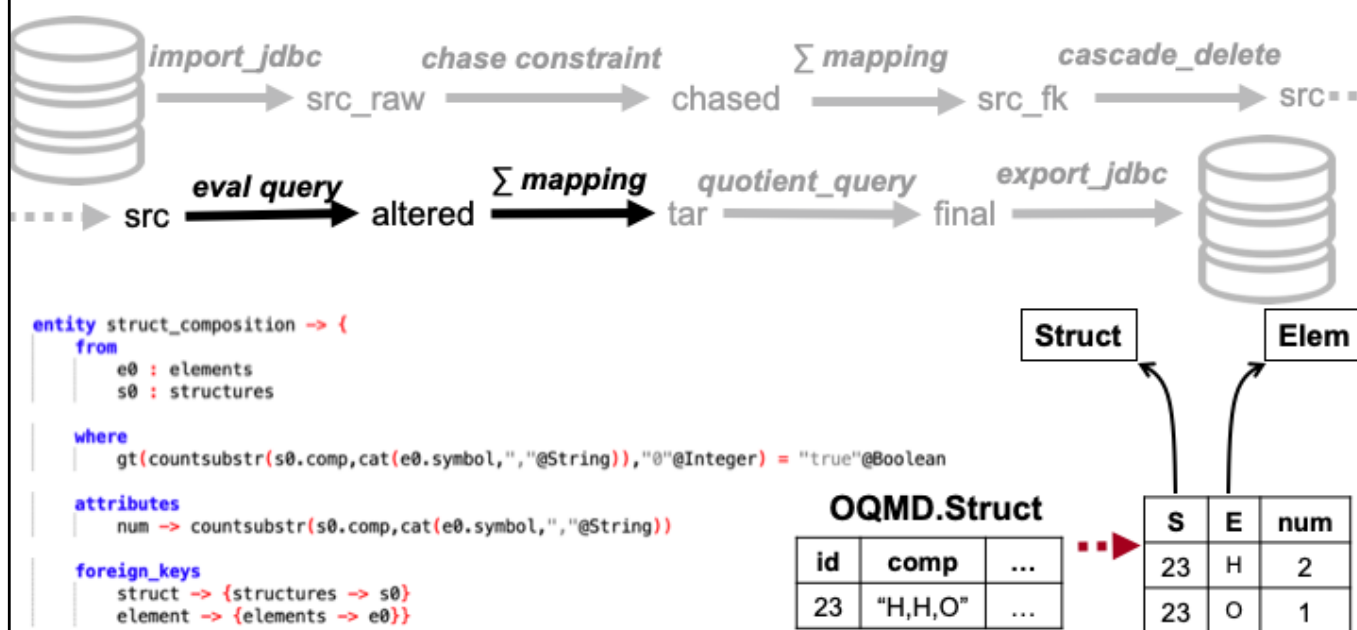 import_jdbc chase constraint ∑ mapping cascade_delete
src_raw chased src_fk src
eval query ∑ mapping quotient_query export_jdbc
src altered tar final
entity struct_composition -> {
from
e0 : elements
s0 : structures
where
gt(countsubstr(s0.comp,cat(e0.symbol,","@String)),"0"@Integer) = "true"@Boolean
attributes
num -> countsubstr(s0.comp,cat(e0.symbol,","@String))
foreign_keys
struct -> {structures -> s0}
element -> {elements -> e0}}
Struct Elem
OQMD.Struct
id comp ...
23 “H,H,O” ...
S E num
23 H 2
23 O 1